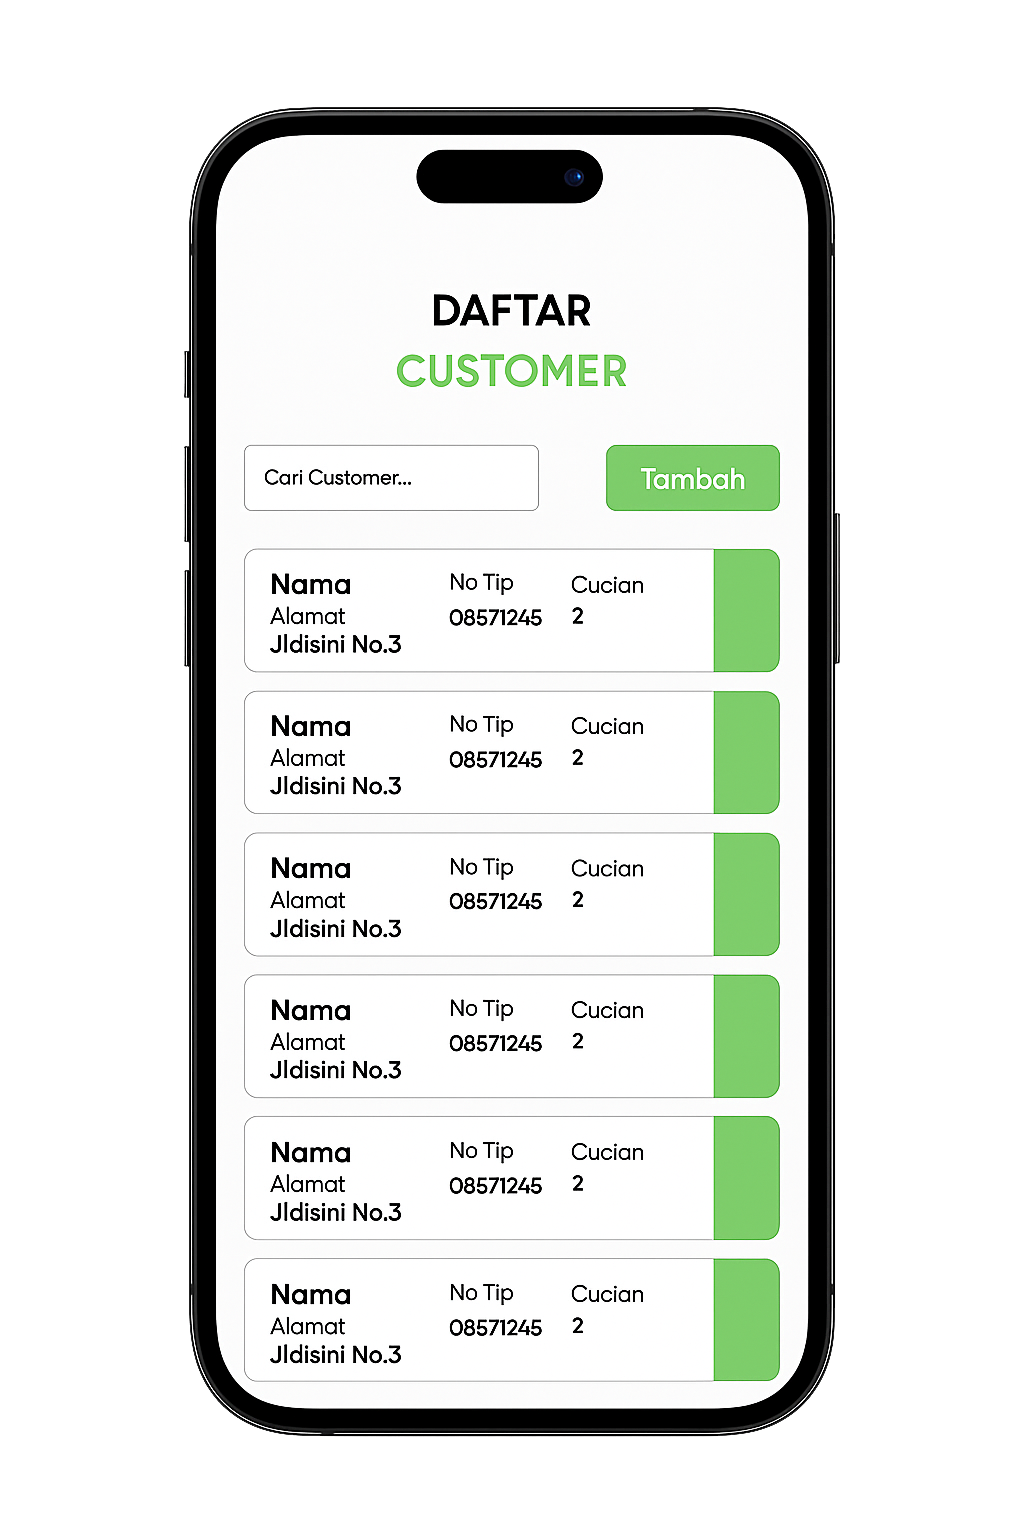 DAFTAR
CUSTOMER
Cari Customer...
Tambah
Nama
Alamat
Jldisini No.3
No Tip
08571245
Cucian
2
Nama
Alamat
Jldisini No.3
No Tip
08571245
Cucian
2
Nama
Alamat
Jldisini No.3
No Tip
08571245
Cucian
2
Nama
Alamat
Jldisini No.3
No Tip
08571245
Cucian
2
Nama
Alamat
Jldisini No.3
No Tip
08571245
Cucian
2
Nama
Alamat
Jldisini No.3
No Tip
08571245
Cucian
2